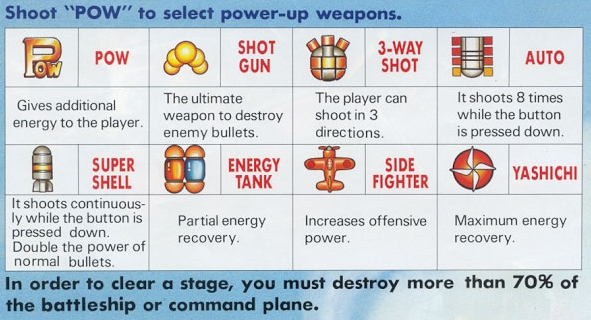 Shoot "POW" to select power-up weapons.
POW
POW
SHOT
GUN
3-WAY
SHOT
AUTO
Gives additional
energy to the player.
The ultimate
weapon to destroy
enemy bullets.
The player can
shoot in 3
directions.
It shoots 8 times
while the button
is pressed down.
SUPER
SHELL
ENERGY
TANK
SIDE
FIGHTER
YASHICHI
It shoots continuous-
ly while the button is
pressed down.
Double the power of
normal bullets.
Partial energy
recovery.
Increases offensive
power.
Maximum energy
recovery.
In order to clear a stage, you must destroy more than 70% of
the battleship or command plane.